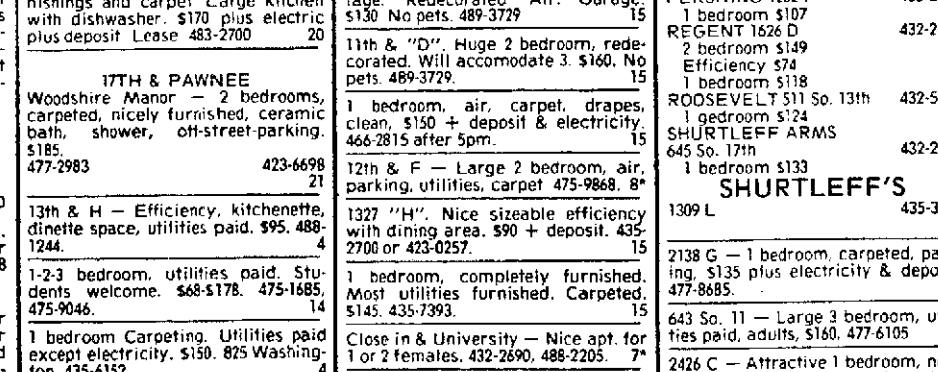 nishings and carpet Large kitchen
with dishwasher. $170 plus electric
plus deposit Lease 483-2700 20
17TH & PAWNEE
Woodshire Manor — 2 bedrooms,
carpeted, nicely furnished, ceramic
bath, shower, off-street-parking.
$185.
477-2983 423-6698
21
13th & H — Efficiency, kitchenette,
dinette space, utilities paid. $95. 488-
1244. 4
1-2-3 bedroom, utilities paid. Stu-
dents welcome. $68-$178. 475-1685,
475-9046. 14
1 bedroom Carpeting. Utilities paid
except electricity. $150. 825 Washing-
ton. 435-6152 4
$130 No pets. 489-3729 15
11th & "D". Huge 2 bedroom, rede-
corated. Will accomodate 3. $160. No
pets. 489-3729. 15
1 bedroom, air, carpet, drapes,
clean, $150 + deposit & electricity.
466-2815 after 5pm. 15
12th & F — Large 2 bedroom, air,
parking, utilities, carpet 475-9868. 8*
1327 "H". Nice sizeable efficiency
with dining area. $90 + deposit. 435-
2700 or 423-0257. 15
1 bedroom, completely furnished.
Most utilities furnished. Carpeted.
$145. 435-7393. 15
Close in & University — Nice apt. for
1 or 2 females. 432-2690, 488-2205. 7*
1 bedroom $107
REGENT 1626 D 432-2
2 bedroom $149
Efficiency $74
1 bedroom $118
ROOSEVELT 511 So. 13th 432-5
1 gedroom $124
SHURTLEFF ARMS
645 So. 17th 432-2
1 bedroom $133
SHURTLEFF'S
1309 L 435-3
2138 G — 1 bedroom, carpeted, pa
ing, $135 plus electricity & depo
477-8685.
643 So. 11 — Large 3 bedroom, u
ties paid, adults, $160, 477-6105
2426 C — Attractive 1 bedroom, n